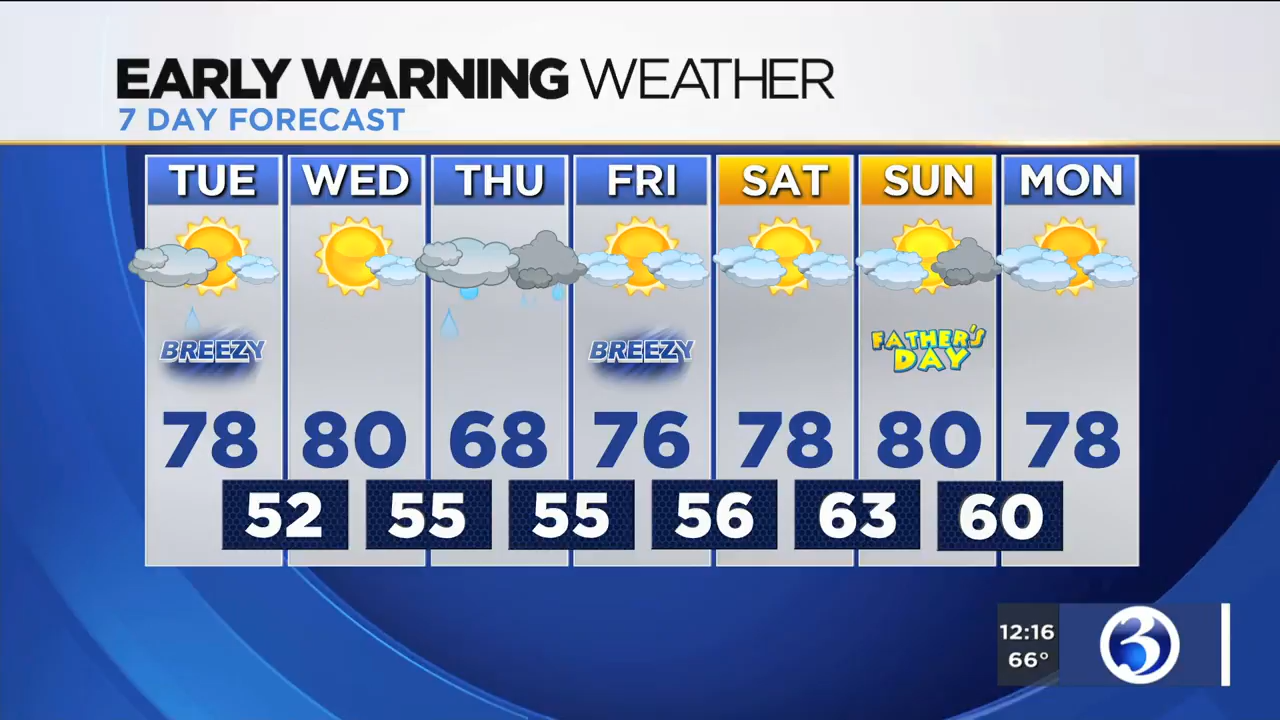 EARLY WARNING WEATHER
7 DAY FORECAST
TUE WED THU FRI SAT SUN MON
BREEZY BREEZY FATHER'S
DAY
78 80 68 76 78 80 78
52 55 55 56 63 60
12:16
66°
3